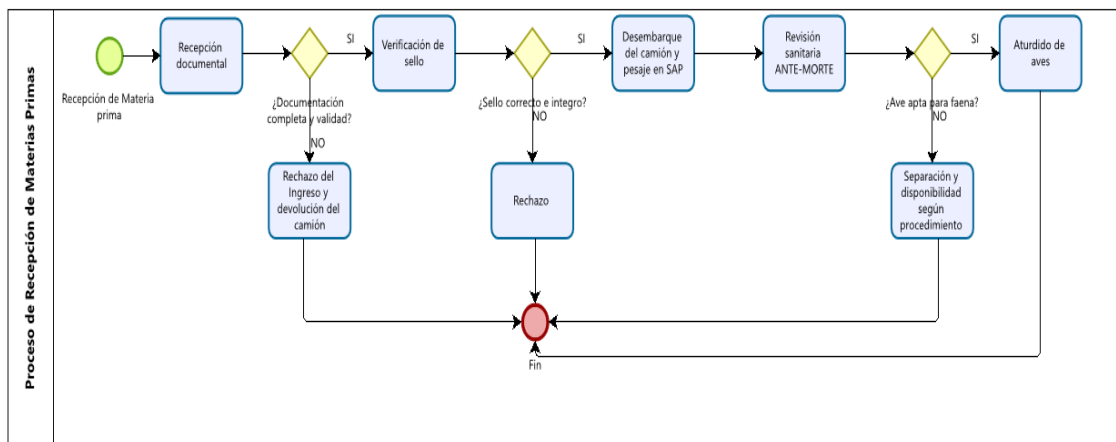 Proceso de Recepción de Materias Primas
Recepción de Materia
prima
Recepción
documental
¿Documentación
completa y validad?
SI
NO
Rechazo del
Ingreso y
devolución del
camión
Verificación de
sello
¿Sello correcto e integro?
SI
NO
Rechazo
Desembarque
del camión y
pesaje en SAP
Revisión
sanitaria
ANTE-MORTE
¿Ave apta para faena?
SI
NO
Separación y
disponibilidad
según
procedimiento
Aturdido de
aves
Fin